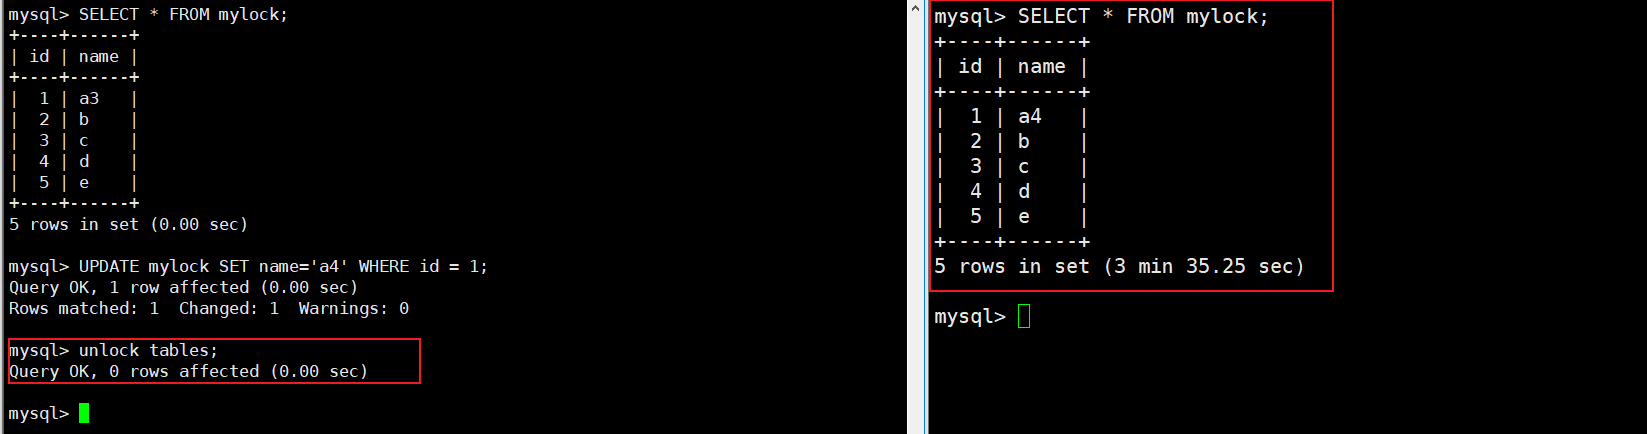 mysql> SELECT * FROM mylock;
+----+------+
| id | name |
+----+------+
|  1 | a3   |
|  2 | b    |
|  3 | c    |
|  4 | d    |
|  5 | e    |
+----+------+
5 rows in set (0.00 sec)
mysql> UPDATE mylock SET name='a4' WHERE id = 1;
Query OK, 1 row affected (0.00 sec)
Rows matched: 1  Changed: 1  Warnings: 0
mysql> unlock tables;
Query OK, 0 rows affected (0.00 sec)
mysql>
mysql> SELECT * FROM mylock;
+----+------+
| id | name |
+----+------+
|  1 | a4   |
|  2 | b    |
|  3 | c    |
|  4 | d    |
|  5 | e    |
+----+------+
5 rows in set (3 min 35.25 sec)
mysql>